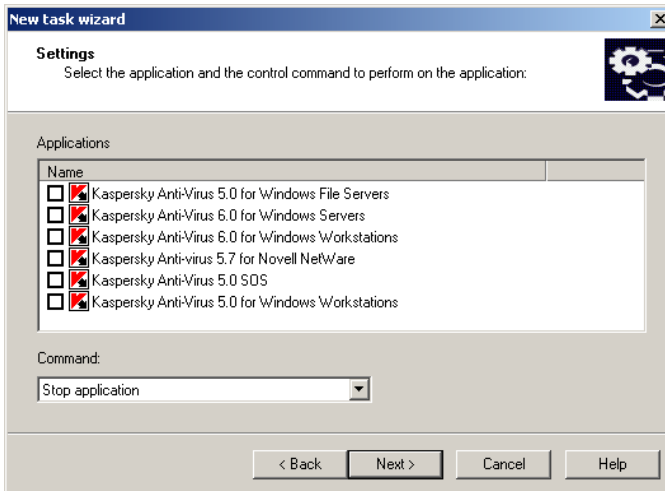 New task wizard
Settings
Select the application and the control command to perform on the application:
Applications
Name
Kaspersky Anti-Virus 5.0 for Windows File Servers
Kaspersky Anti-Virus 6.0 for Windows Servers
Kaspersky Anti-Virus 6.0 for Windows Workstations
Kaspersky Anti-virus 5.7 for Novell NetWare
Kaspersky Anti-Virus 5.0 SOS
Kaspersky Anti-Virus 5.0 for Windows Workstations
Command:
Stop application
< Back Next > Cancel Help